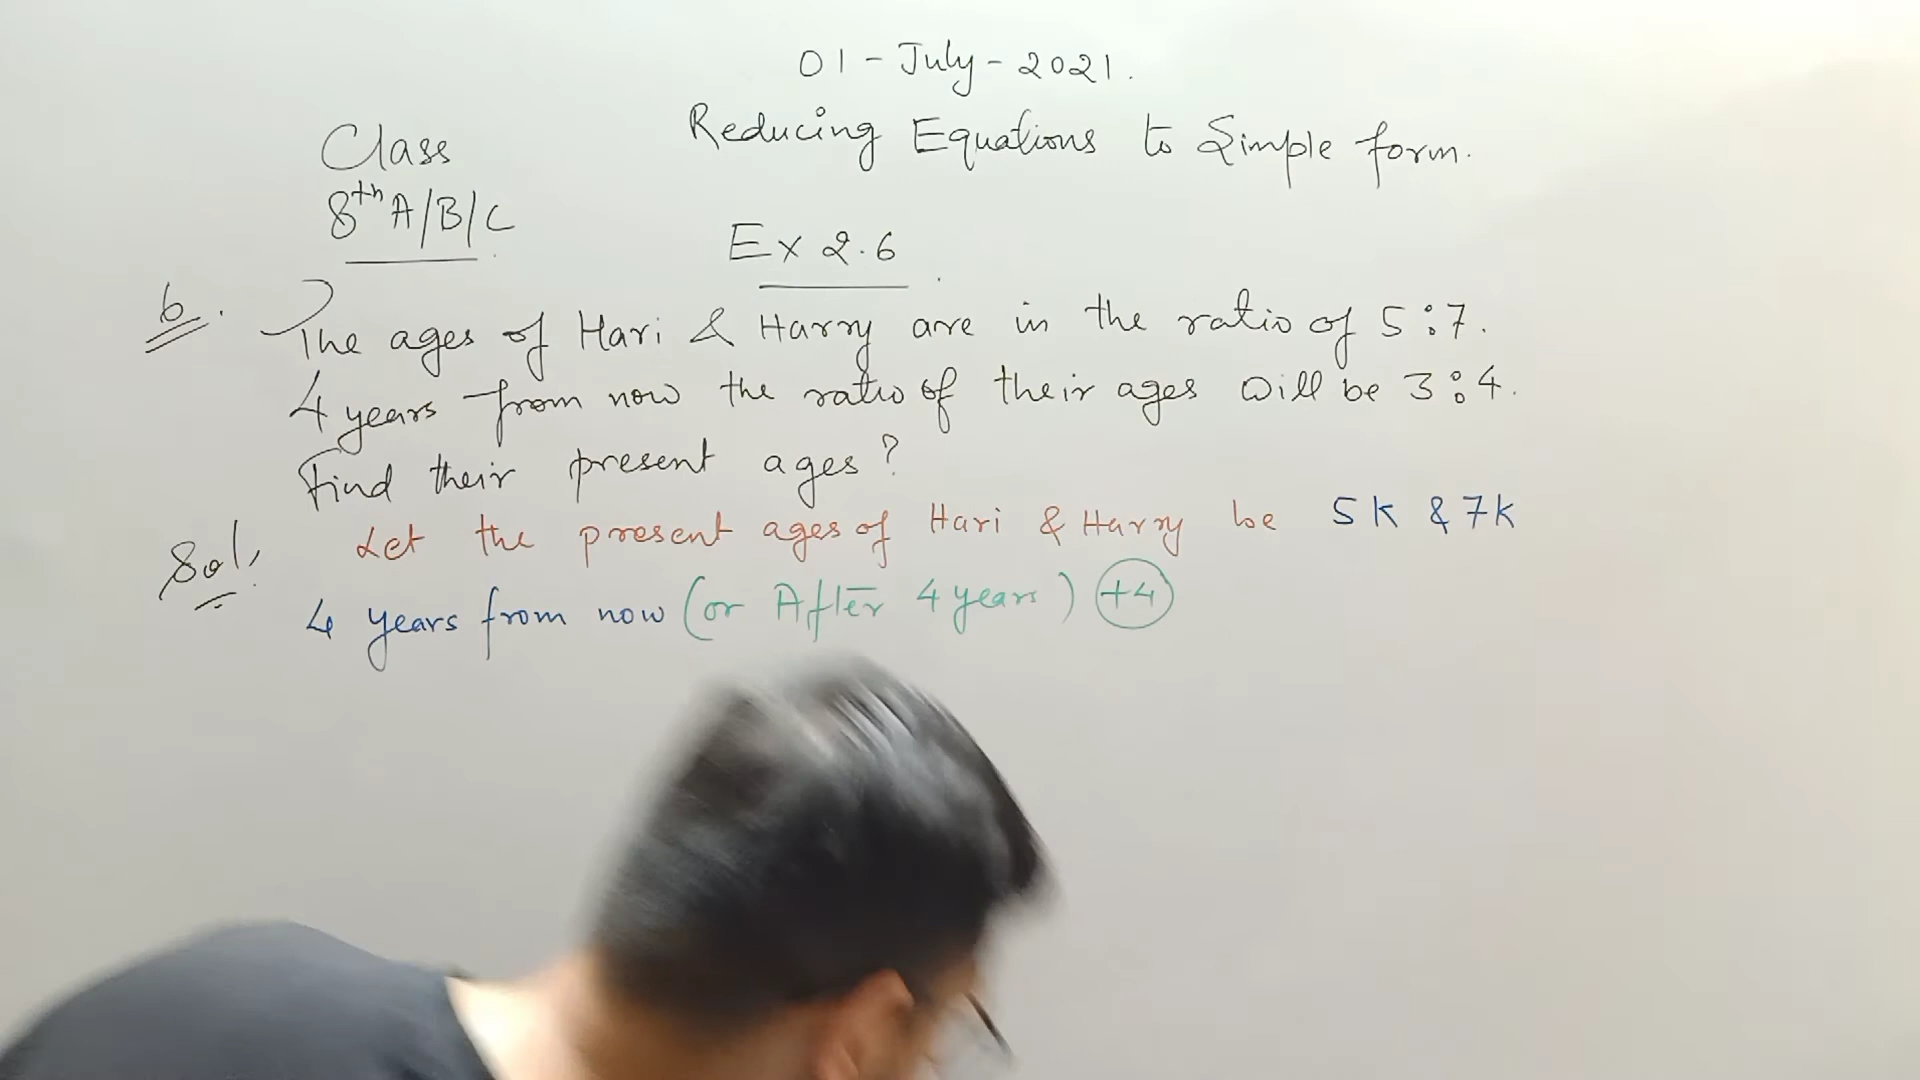 01 - July - 2021.
Reducing Equations to Simple form.
Class
8th A/B/C
Ex 2.6
6. The ages of Hari & Harry are in the ratio of 5:7.
4 years from now the ratio of their ages will be 3:4.
Find their present ages?
Sol. Let the present ages of Hari & Harry be 5k & 7k
4 years from now (or After 4 years) +4